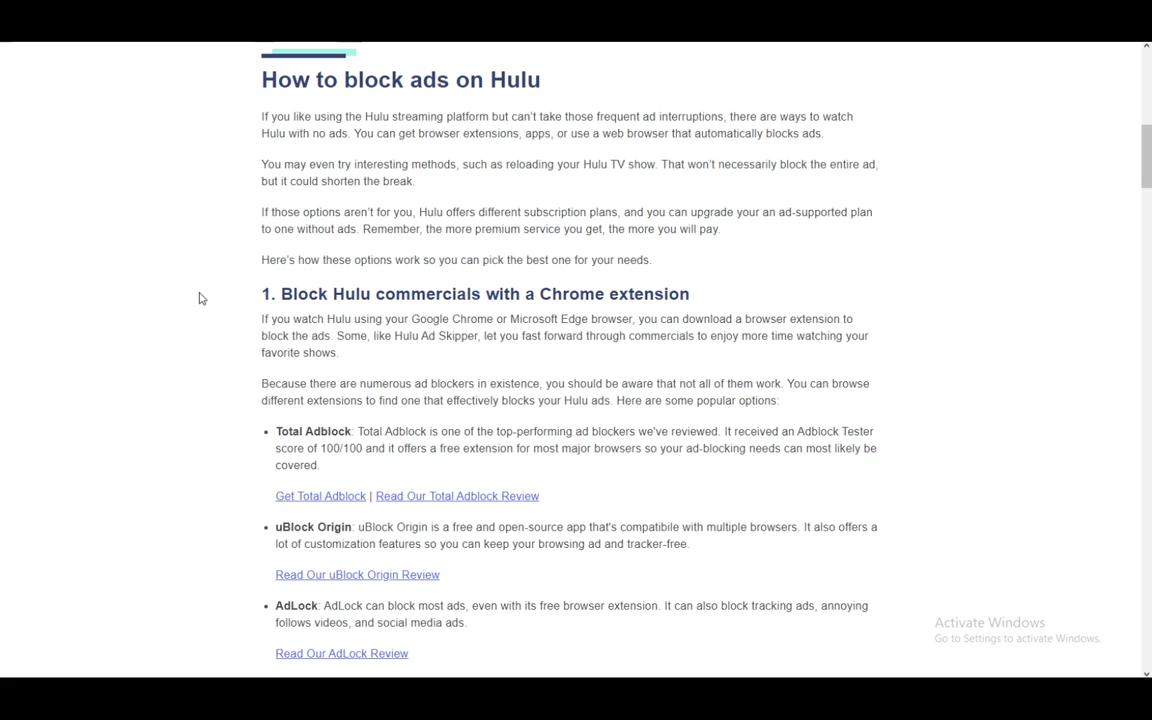 How to block ads on Hulu
If you like using the Hulu streaming platform but can't take those frequent ad interruptions, there are ways to watch
Hulu with no ads. You can get browser extensions, apps, or use a web browser that automatically blocks ads.
You may even try interesting methods, such as reloading your Hulu TV show. That won't necessarily block the entire ad,
but it could shorten the break.
If those options aren't for you, Hulu offers different subscription plans, and you can upgrade your an ad-supported plan
to one without ads. Remember, the more premium service you get, the more you will pay.
Here's how these options work so you can pick the best one for your needs.
1. Block Hulu commercials with a Chrome extension
If you watch Hulu using your Google Chrome or Microsoft Edge browser, you can download a browser extension to
block the ads. Some, like Hulu Ad Skipper, let you fast forward through commercials to enjoy more time watching your
favorite shows.
Because there are numerous ad blockers in existence, you should be aware that not all of them work. You can browse
different extensions to find one that effectively blocks your Hulu ads. Here are some popular options:
• Total Adblock: Total Adblock is one of the top-performing ad blockers we've reviewed. It received an Adblock Tester
score of 100/100 and it offers a free extension for most major browsers so your ad-blocking needs can most likely be
covered.
Get Total Adblock | Read Our Total Adblock Review
• uBlock Origin: uBlock Origin is a free and open-source app that's compatibile with multiple browsers. It also offers a
lot of customization features so you can keep your browsing ad and tracker-free.
Read Our uBlock Origin Review
• AdLock: AdLock can block most ads, even with its free browser extension. It can also block tracking ads, annoying
follows videos, and social media ads.
Read Our AdLock Review
Activate Windows
Go to Settings to activate Windows.